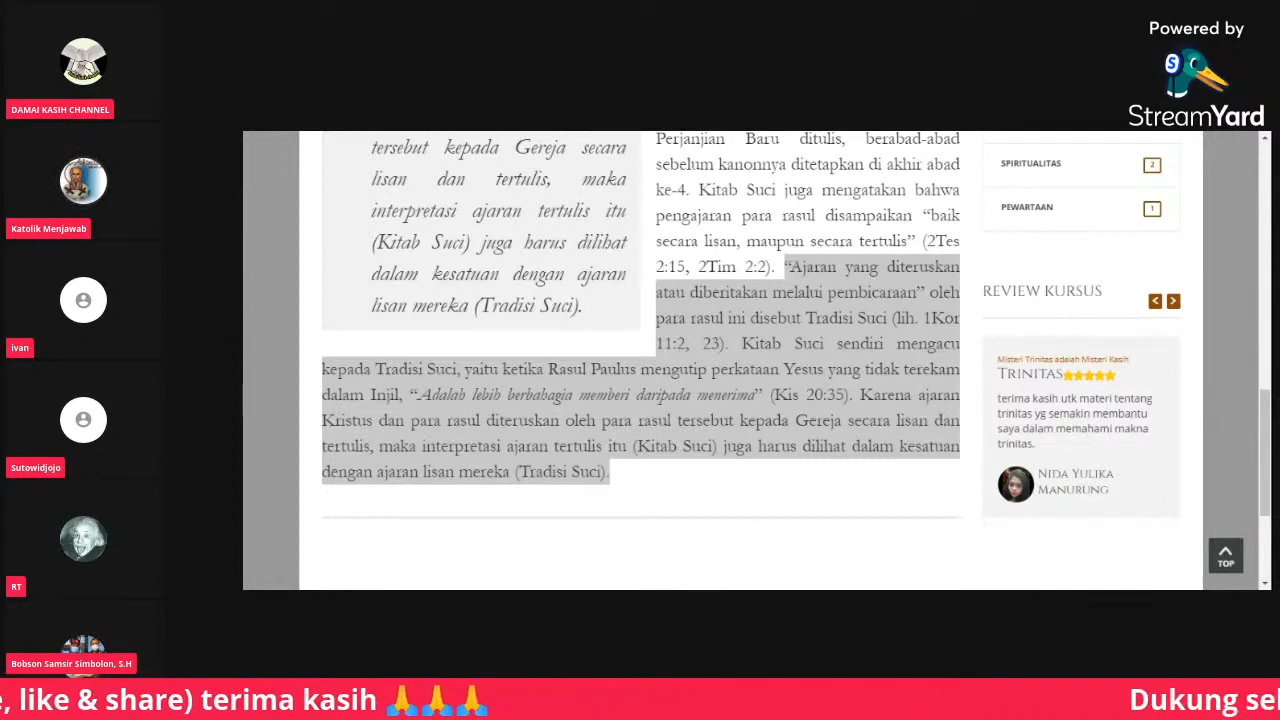 Powered by
StreamYard
DAMAI KASIH CHANNEL
Katolik Menjawab
ivan
Sutowidjojo
RT
Bobson Samsir Simbolon, S.H
tersebut kepada Gereja secara
lisan dan tertulis, maka
interpretasi ajaran tertulis itu
(Kitab Suci) juga harus dilihat
dalam kesatuan dengan ajaran
lisan mereka (Tradisi Suci).
Perjanjian Baru ditulis, berabad-abad
sebelum kanonnya ditetapkan di akhir abad
ke-4. Kitab Suci juga mengatakan bahwa
pengajaran para rasul disampaikan “baik
secara lisan, maupun secara tertulis” (2Tes
2:15, 2Tim 2:2). “Ajaran yang diteruskan
atau diberitakan melalui pembicaraan” oleh
para rasul ini disebut Tradisi Suci (lih. 1Kor
11:2, 23). Kitab Suci sendiri mengacu
kepada Tradisi Suci, yaitu ketika Rasul Paulus mengutip perkataan Yesus yang tidak terekam
dalam Injil, “Adalah lebih berbahagia memberi daripada menerima” (Kis 20:35). Karena ajaran
Kristus dan para rasul diteruskan oleh para rasul tersebut kepada Gereja secara lisan dan
tertulis, maka interpretasi ajaran tertulis itu (Kitab Suci) juga harus dilihat dalam kesatuan
dengan ajaran lisan mereka (Tradisi Suci).
SPIRITUALITAS 2
PEWARTAAN 1
REVIEW KURSUS
Misteri Trinitas adalah Misteri Kasih
TRINITAS
terima kasih utk materi tentang
trinitas yg semakin membantu
saya dalam memahami makna
trinitas.
NIDA YULIKA
MANURUNG
TOP
, like & share) terima kasih 🙏🙏🙏
Dukung sel